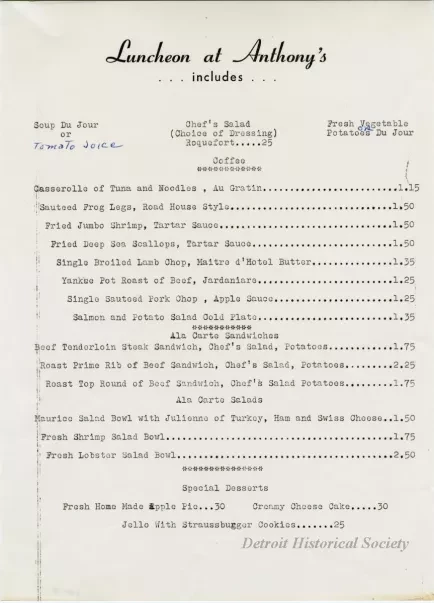 Luncheon at Anthony's
. . . includes . . .
Soup Du Jour
or
Tomato Joice
Chef's Salad
(Choice of Dressing)
Roquefort.....25
Fresh Vegetable
or
Potatoes Du Jour
Coffee
***************
Casserole of Tuna and Noodles , Au Gratin..........................1.15
Sauteed Frog Legs, Road House Style................................1.50
Fried Jumbo Shrimp, Tartar Sauce...................................1.50
Fried Deep Sea Scallops, Tartar Sauce............................1.50
Single Broiled Lamb Chop, Maitre d'Hotel Butter................1.35
Yankee Pot Roast of Beef, Jardaniare...........................1.25
Single Sauteed Pork Chop , Apple Sauce........................1.25
Salmon and Potato Salad Cold Plate...........................1.35
*************
Ala Carte Sandwiches
Beef Tenderloin Steak Sandwich, Chef's Salad, Potatoes............1.75
Roast Prime Rib of Beef Sandwich, Chef's Salad, Potatoes..........2.25
Roast Top Round of Beef Sandwich, Chef's Salad Potatoes..........1.75
Ala Carte Salads
Maurice Salad Bowl with Julienne of Turkey, Ham and Swiss Cheese..1.50
Fresh Shrimp Salad Bowl............................................1.75
Fresh Lobster Salad Bowl..........................................2.50
******************
Special Desserts
Fresh Home Made Apple Pie...30 Creamy Cheese Cake.....30
Jello With Straussbugger Cookies.......25
Detroit Historical Society